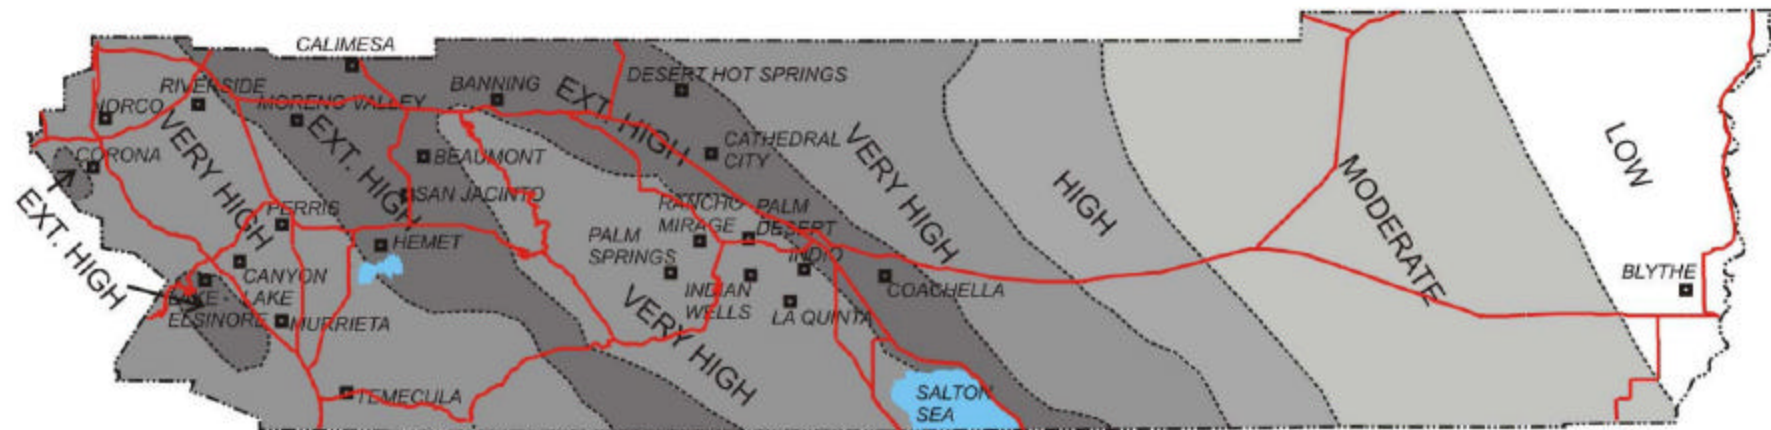 CALIMESA
RIVERSIDE
NORCO
MORENO VALLEY
BANNING
DESERT HOT SPRINGS
EXT. HIGH
CORONA
VERY HIGH
EXT. HIGH
BEAUMONT
CATHEDRAL
CITY
VERY HIGH
LOW
EXT. HIGH
SAN JACINTO
HIGH
MODERATE
PERRIS
RANCHO
MIRAGE
PALM
DESERT
PALM
SPRINGS
HEMET
INDIO
CANYON
LAKE
LAKE
ELSINORE
MURRIETA
VERY HIGH
INDIAN
WELLS
LA QUINTA
COACHELLA
BLYTHE
TEMECULA
SALTON
SEA